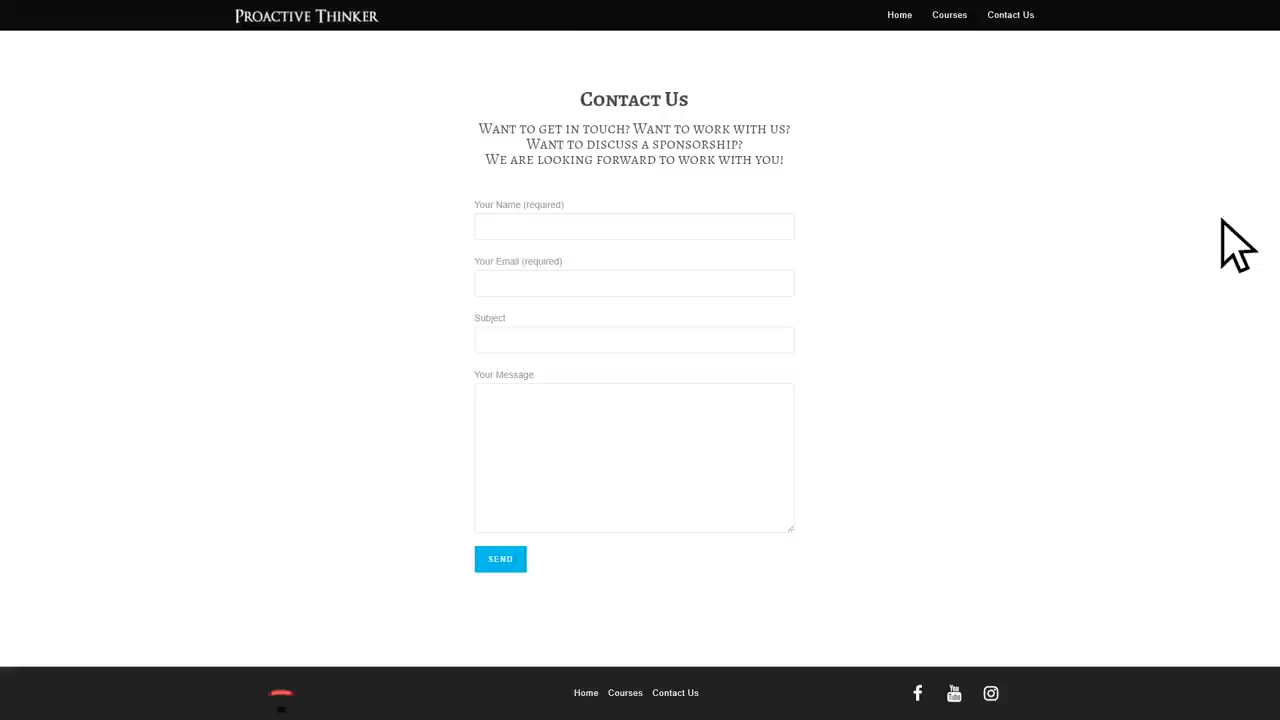 Proactive Thinker
Home Courses Contact Us
Contact Us
Want to get in touch? Want to work with us?
Want to discuss a sponsorship?
We are looking forward to work with you!
Your Name (required)
Your Email (required)
Subject
Your Message
SEND
Home Courses Contact Us
You Tube